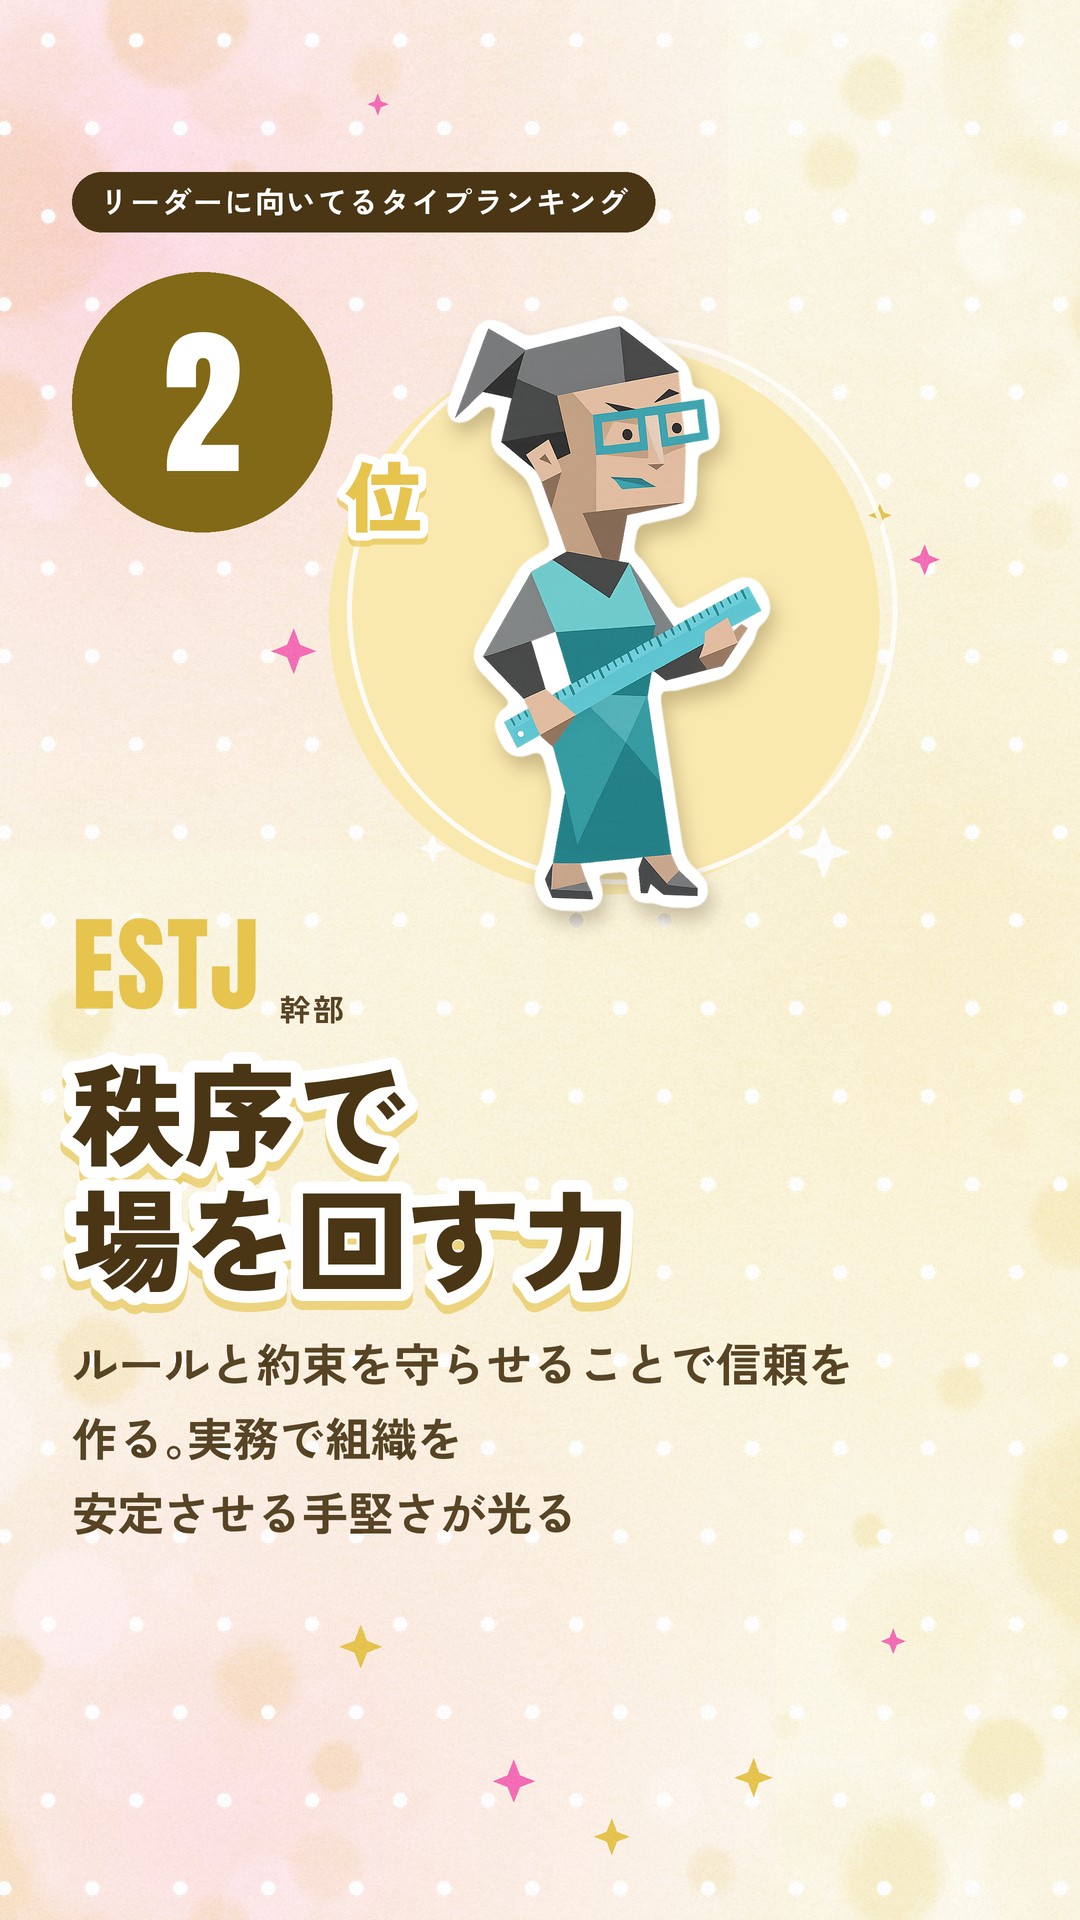 リーダーに向いてるタイプランキング
2
位
ESTJ 幹部
秩序で
場を回す力
ルールと約束を守らせることで信頼を
作る。実務で組織を
安定させる手堅さが光る